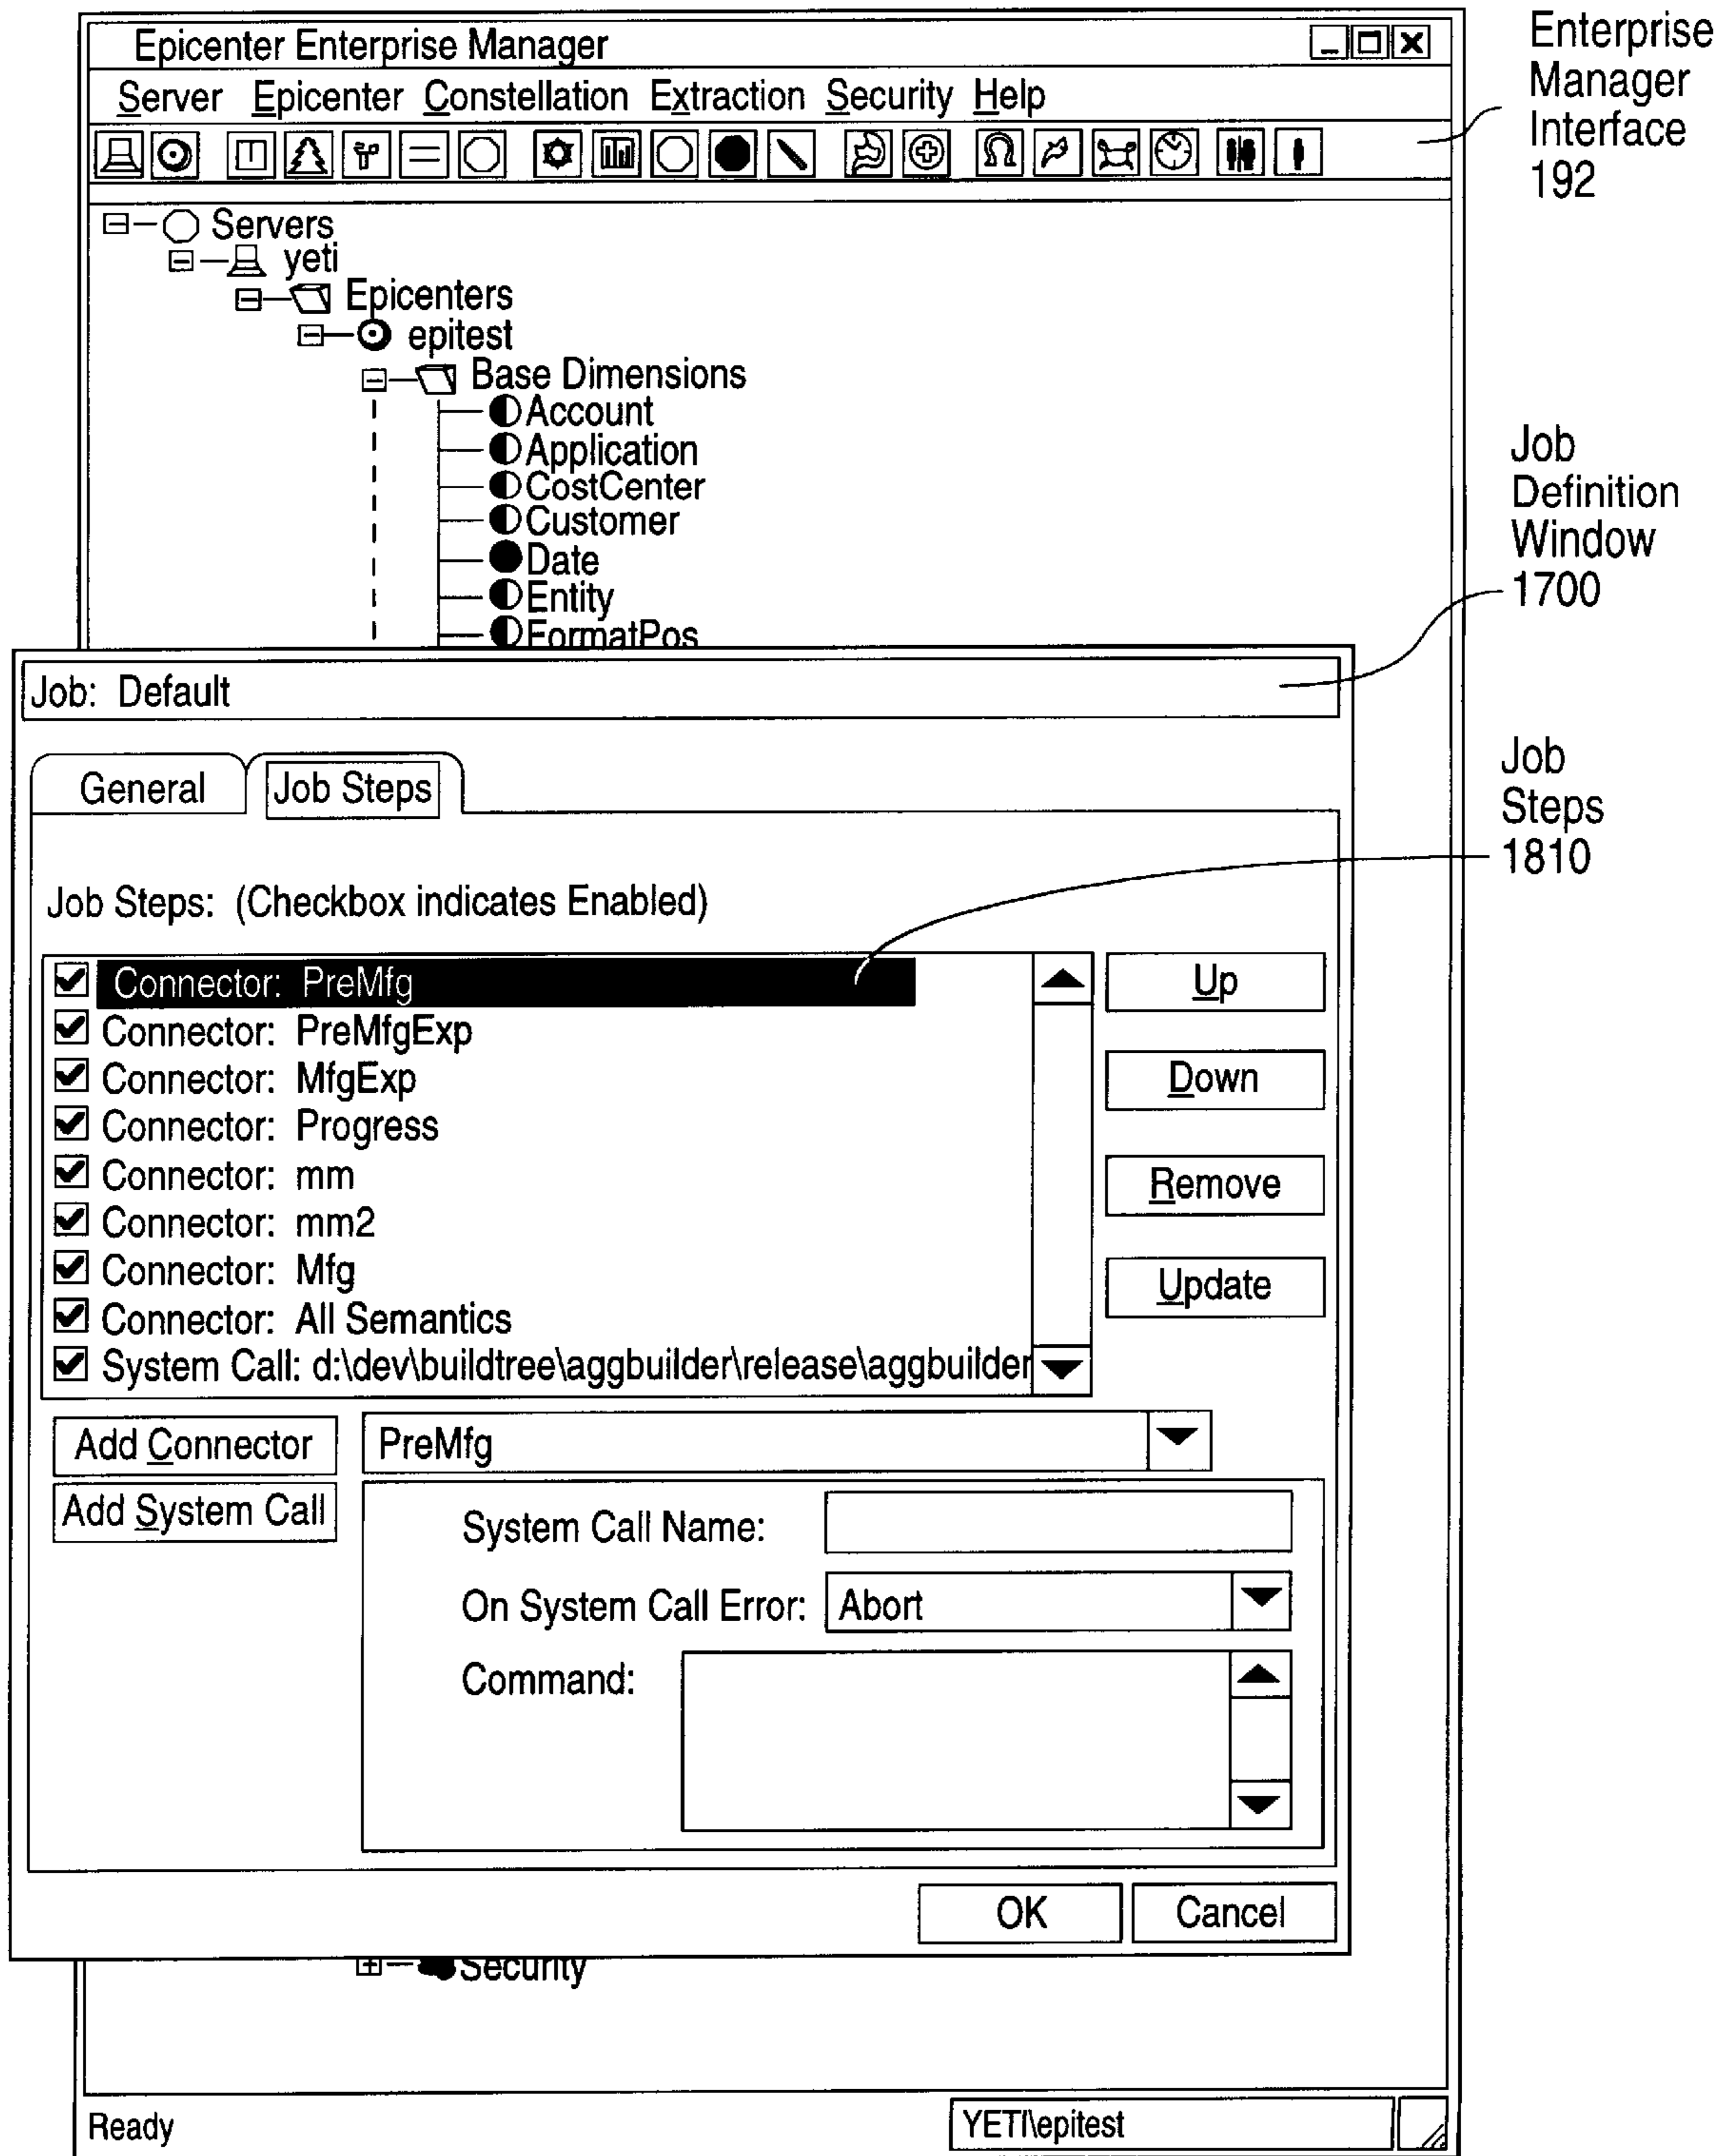 Epicenter Enterprise Manager
Server Epicenter Constellation Extraction Security Help
Enterprise
Manager
Interface
192
Servers
yeti
Epicenters
epitest
Base Dimensions
Account
Application
CostCenter
Customer
Date
Entity
FormatPos
Job
Definition
Window
1700
Job: Default
General
Job Steps
Job
Steps
1810
Job Steps: (Checkbox indicates Enabled)
Connector: PreMfg
Connector: PreMfgExp
Connector: MfgExp
Connector: Progress
Connector: mm
Connector: mm2
Connector: Mfg
Connector: All Semantics
System Call: d:\dev\buildtree\aggbuilder\release\aggbuilder
Up
Down
Remove
Update
Add Connector
PreMfg
Add System Call
System Call Name:
On System Call Error: Abort
Command:
OK
Cancel
Security
Ready
YETI\epitest